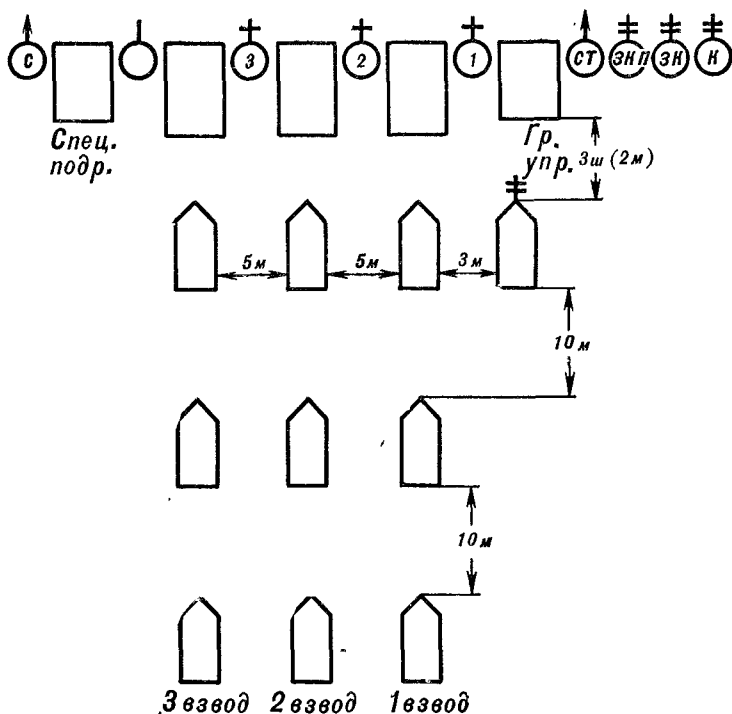 С 3 2 1 СТ ЗКП ЗК К
Спец.
подр.
Гр.
упр.
3ш (2м)
5м 5м 3м
10м
10м
3 взвод 2 взвод 1 взвод